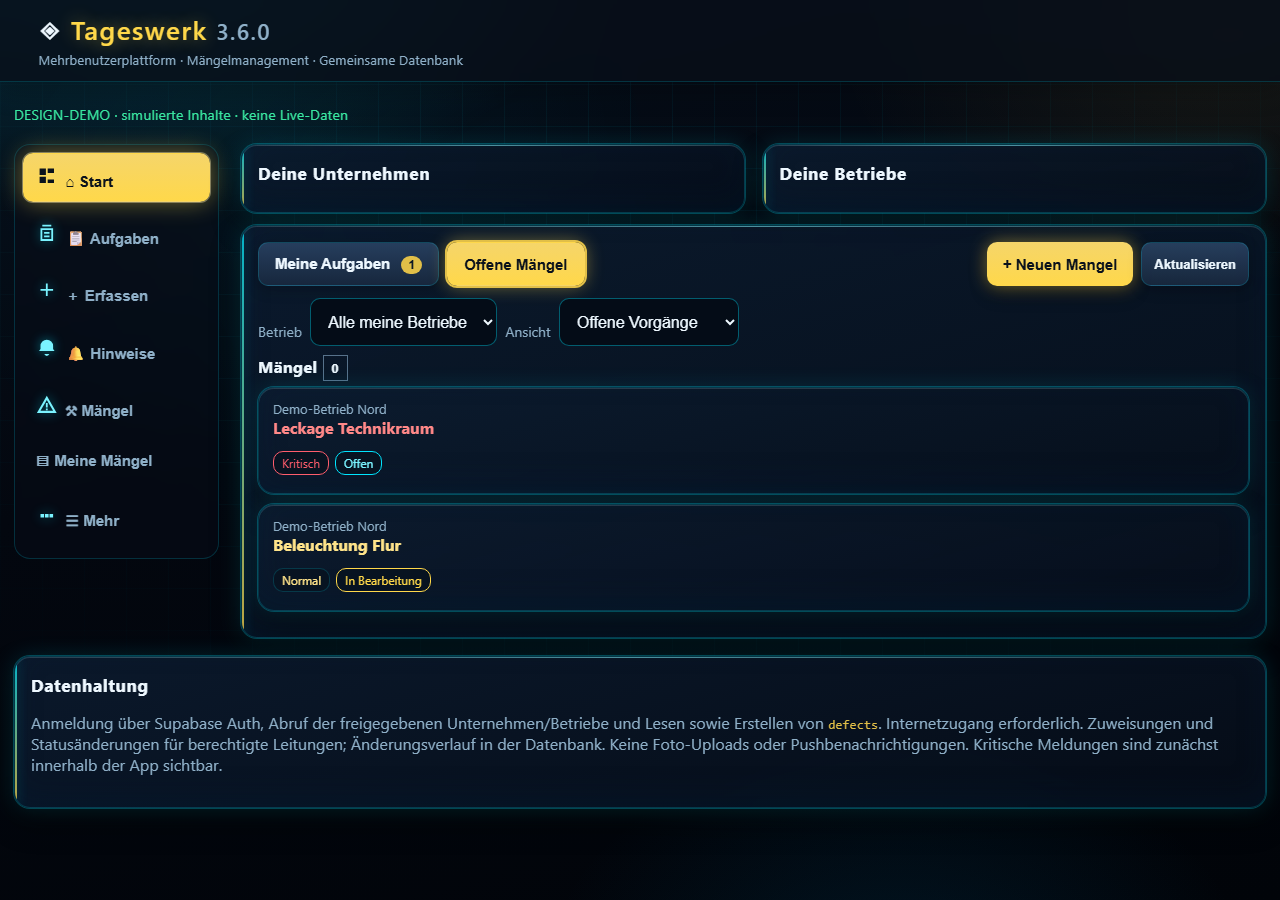 Tageswerk 3.6.0
Mehrbenutzerplattform · Mängelmanagement · Gemeinsame Datenbank
DESIGN-DEMO · simulierte Inhalte · keine Live-Daten
Start
Aufgaben
+ Erfassen
Hinweise
Mängel
Meine Mängel
Mehr
Deine Unternehmen
Deine Betriebe
Meine Aufgaben 1
Offene Mängel
+ Neuen Mangel
Aktualisieren
Betrieb Alle meine Betriebe Ansicht Offene Vorgänge
Mängel 0
Demo-Betrieb Nord
Leckage Technikraum
Kritisch Offen
Demo-Betrieb Nord
Beleuchtung Flur
Normal In Bearbeitung
Datenhaltung
Anmeldung über Supabase Auth, Abruf der freigegebenen Unternehmen/Betriebe und Lesen sowie Erstellen von defects. Internetzugang erforderlich. Zuweisungen und
Statusänderungen für berechtigte Leitungen; Änderungsverlauf in der Datenbank. Keine Foto-Uploads oder Pushbenachrichtigungen. Kritische Meldungen sind zunächst
innerhalb der App sichtbar.